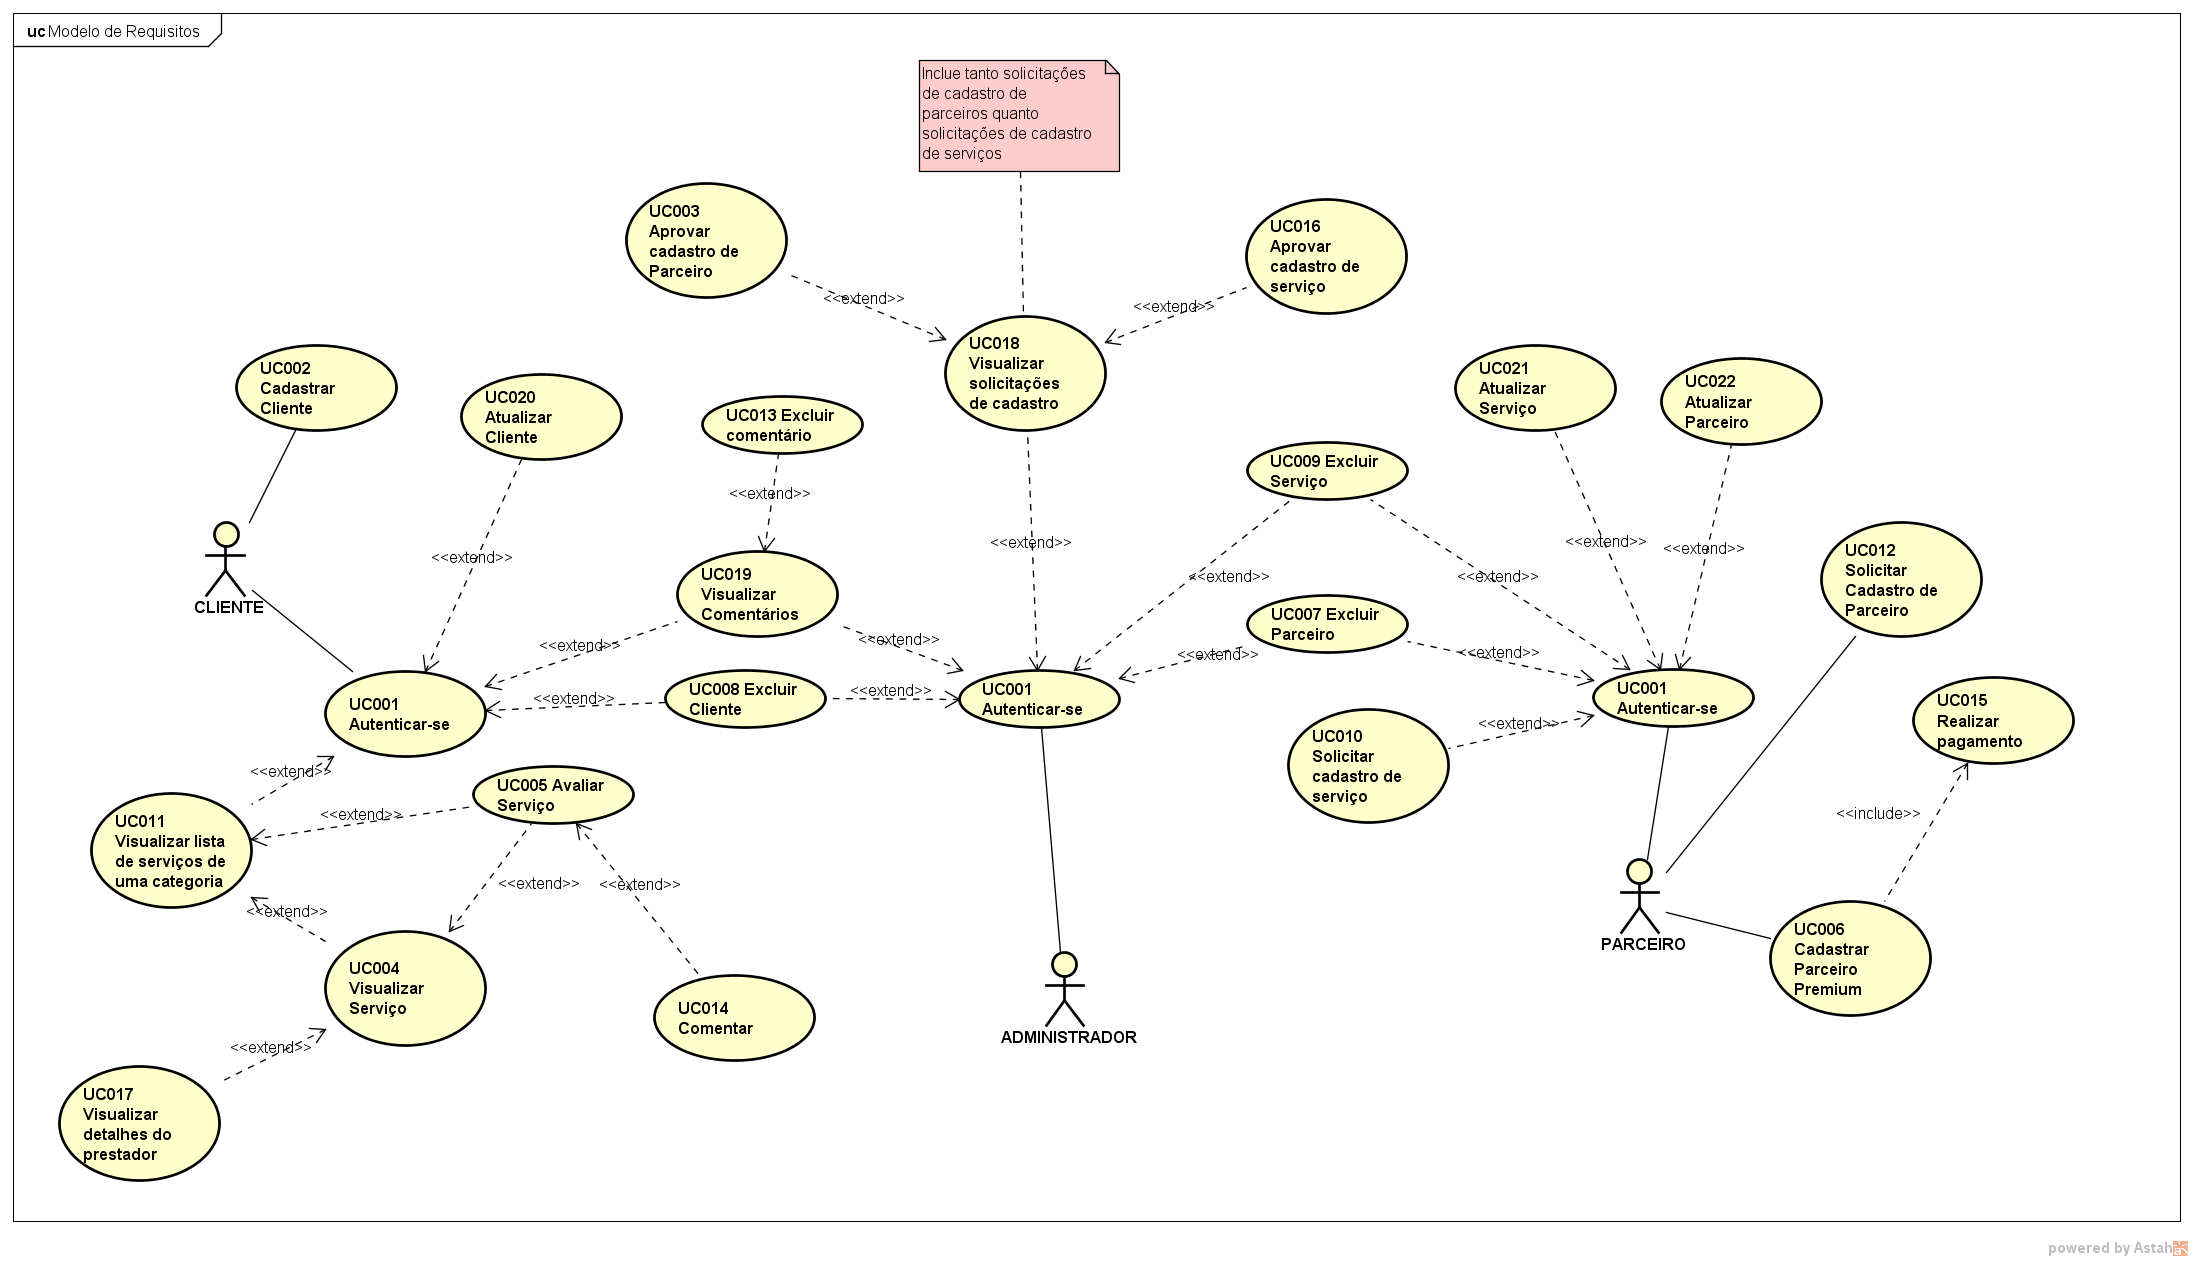 uc Modelo de Requisitos
Inclue tanto solicitações
de cadastro de
parceiros quanto
solicitações de cadastro
de serviços
UC003
Aprovar
cadastro de
Parceiro
UC016
Aprovar
cadastro de
serviço
<<extend>>
<<extend>>
UC018
Visualizar
solicitações
de cadastro
UC002
Cadastrar
Cliente
UC020
Atualizar
Cliente
UC013 Excluir
comentário
UC021
Atualizar
Serviço
UC022
Atualizar
Parceiro
UC009 Excluir
Serviço
<<extend>>
<<extend>>
<<extend>>
<<extend>>
<<extend>>
<<extend>>
<<extend>>
UC012
Solicitar
Cadastro de
Parceiro
CLIENTE
UC019
Visualizar
Comentários
UC007 Excluir
Parceiro
<<extend>>
<<extend>>
<<extend>>
<<extend>>
UC001
Autenticar-se
UC008 Excluir
Cliente
<<extend>>
<<extend>>
UC001
Autenticar-se
UC001
Autenticar-se
UC010
Solicitar
cadastro de
serviço
<<extend>>
UC015
Realizar
pagamento
<<extend>>
UC005 Avaliar
Serviço
<<extend>>
<<include>>
UC011
Visualizar lista
de serviços de
uma categoria
<<extend>>
<<extend>>
<<extend>>
UC004
Visualizar
Serviço
UC014
Comentar
PARCEIRO
UC006
Cadastrar
Parceiro
Premium
ADMINISTRADOR
<<extend>>
UC017
Visualizar
detalhes do
prestador
powered by Astah